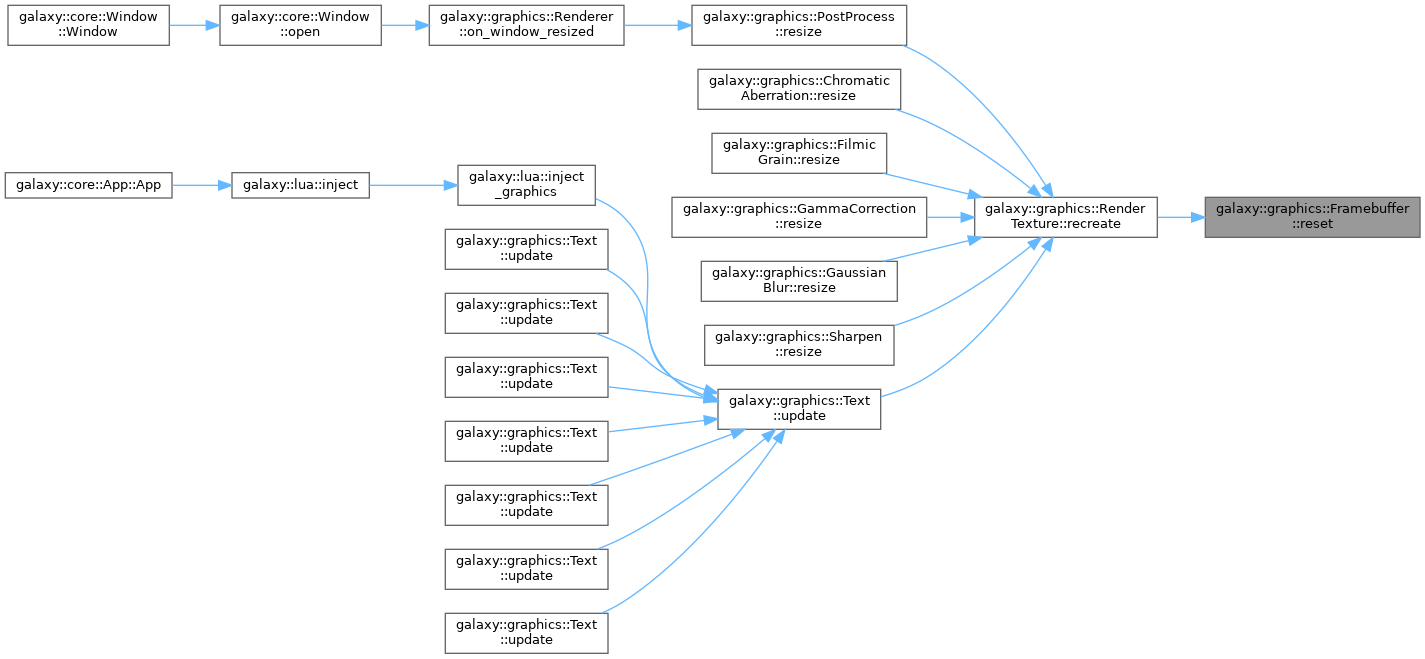 galaxy::core::Window
::Window
galaxy::core::Window
::open
galaxy::graphics::Renderer
::on_window_resized
galaxy::graphics::PostProcess
::resize
galaxy::graphics::Chromatic
Aberration::resize
galaxy::graphics::Filmic
Grain::resize
galaxy::core::App::App
galaxy::lua::inject
galaxy::lua::inject
_graphics
galaxy::graphics::GammaCorrection
::resize
galaxy::graphics::Render
Texture::recreate
galaxy::graphics::Framebuffer
::reset
galaxy::graphics::Text
::update
galaxy::graphics::Gaussian
Blur::resize
galaxy::graphics::Text
::update
galaxy::graphics::Sharpen
::resize
galaxy::graphics::Text
::update
galaxy::graphics::Text
::update
galaxy::graphics::Text
::update
galaxy::graphics::Text
::update
galaxy::graphics::Text
::update
galaxy::graphics::Text
::update